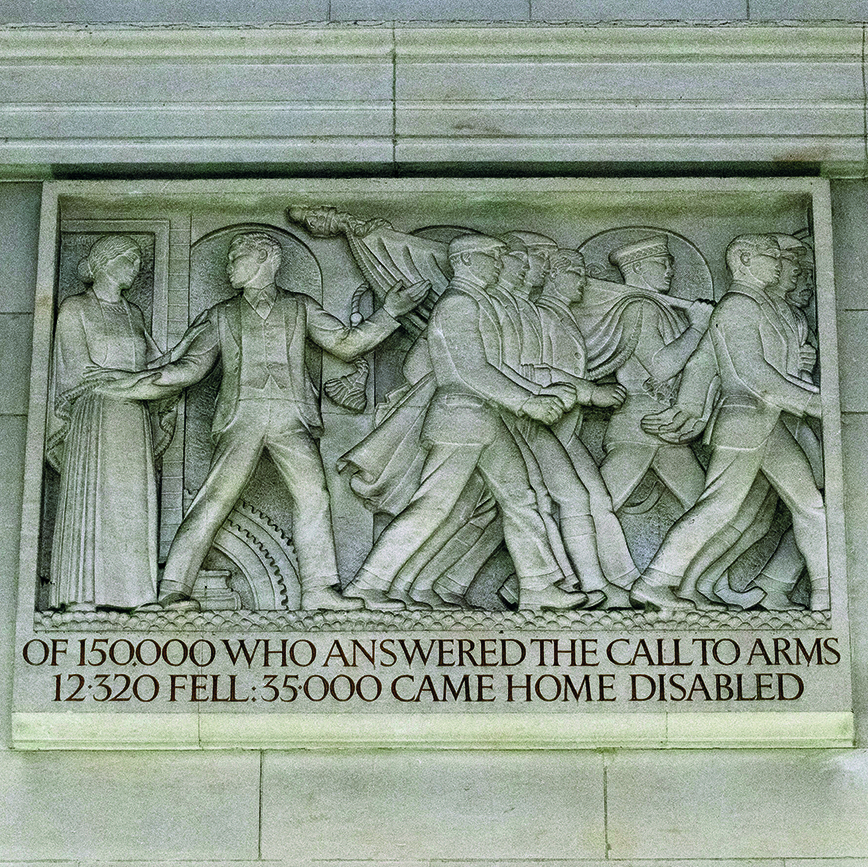 OF 150.000 WHO ANSWERED THE CALL TO ARMS
12·320 FELL: 35·000 CAME HOME DISABLED